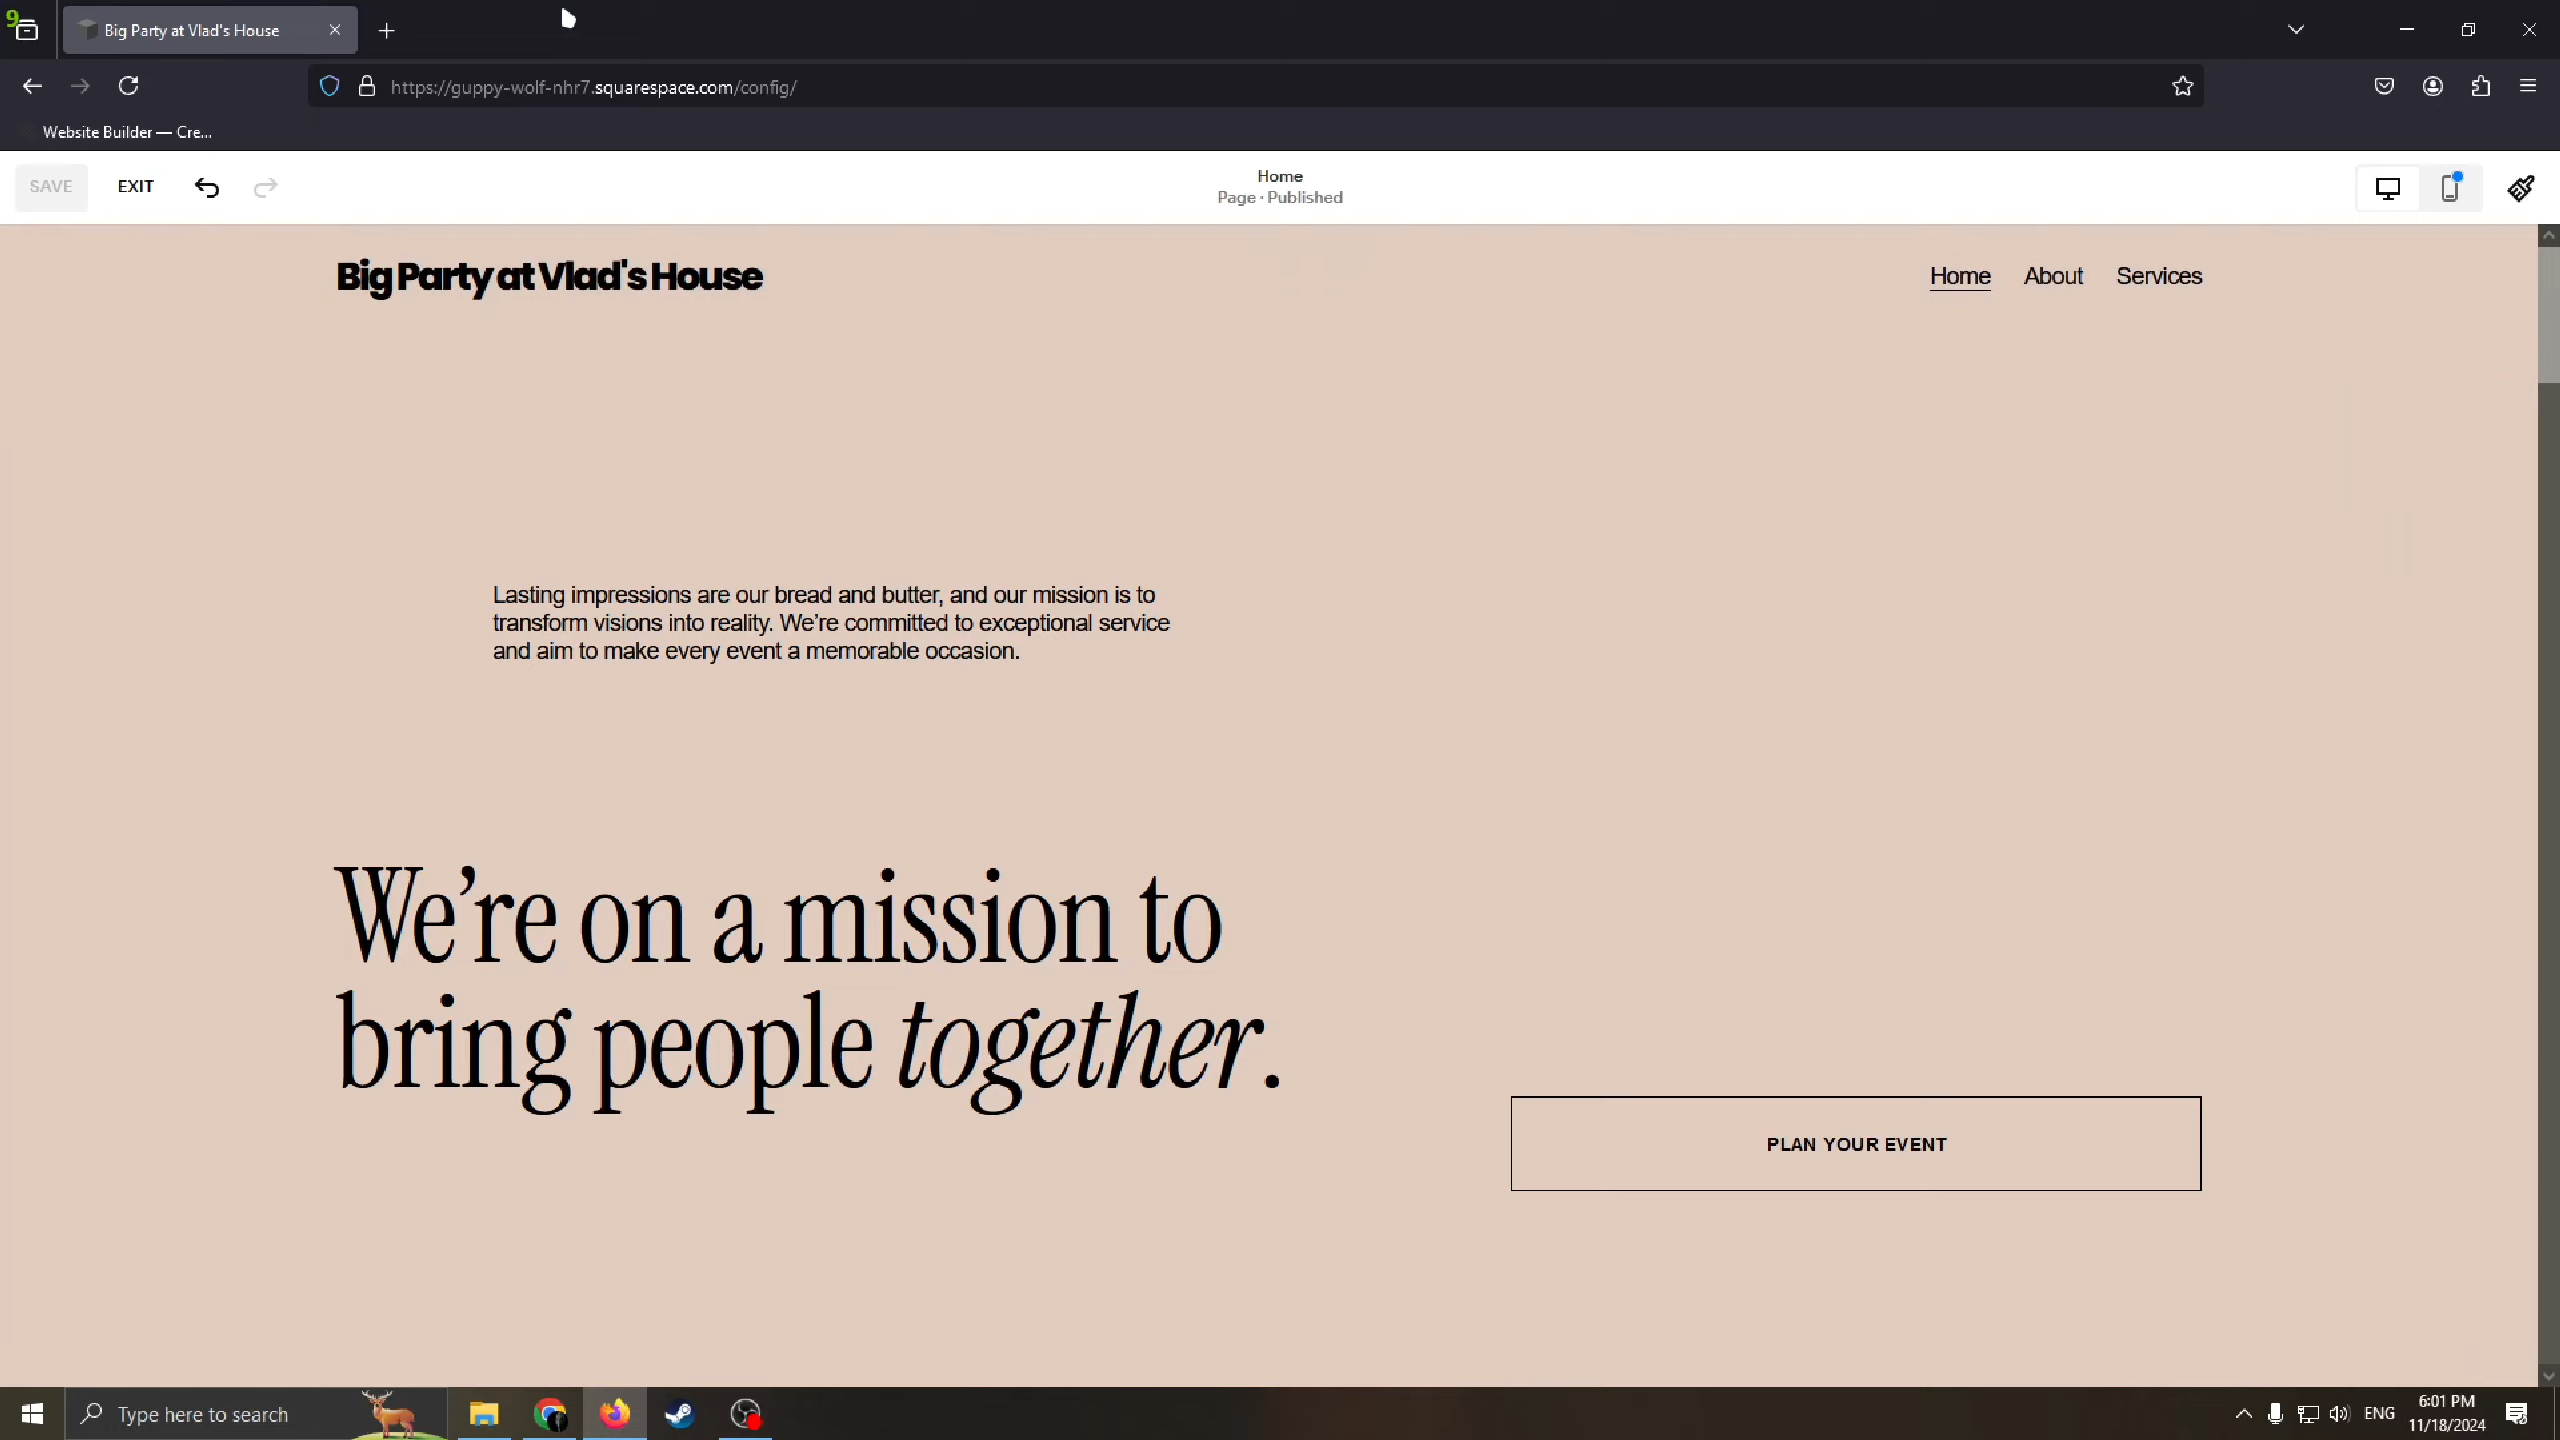 9
Big Party at Vlad's House
https://guppy-wolf-nhr7.squarespace.com/config/
Website Builder — Cre...
SAVE
EXIT
Home
Page · Published
Big Party at Vlad's House
Home
About
Services
Lasting impressions are our bread and butter, and our mission is to
transform visions into reality. We’re committed to exceptional service
and aim to make every event a memorable occasion.
We’re on a mission to
bring people together.
PLAN YOUR EVENT
Type here to search
ENG
6:01 PM
11/18/2024